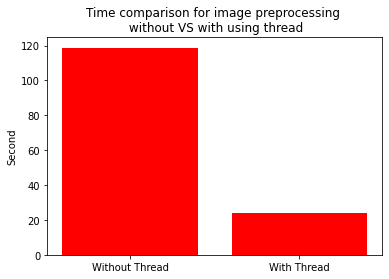 Time comparison for image preprocessing
without VS with using thread
120
100
80
60
40
20
0
Second
Without Thread
With Thread